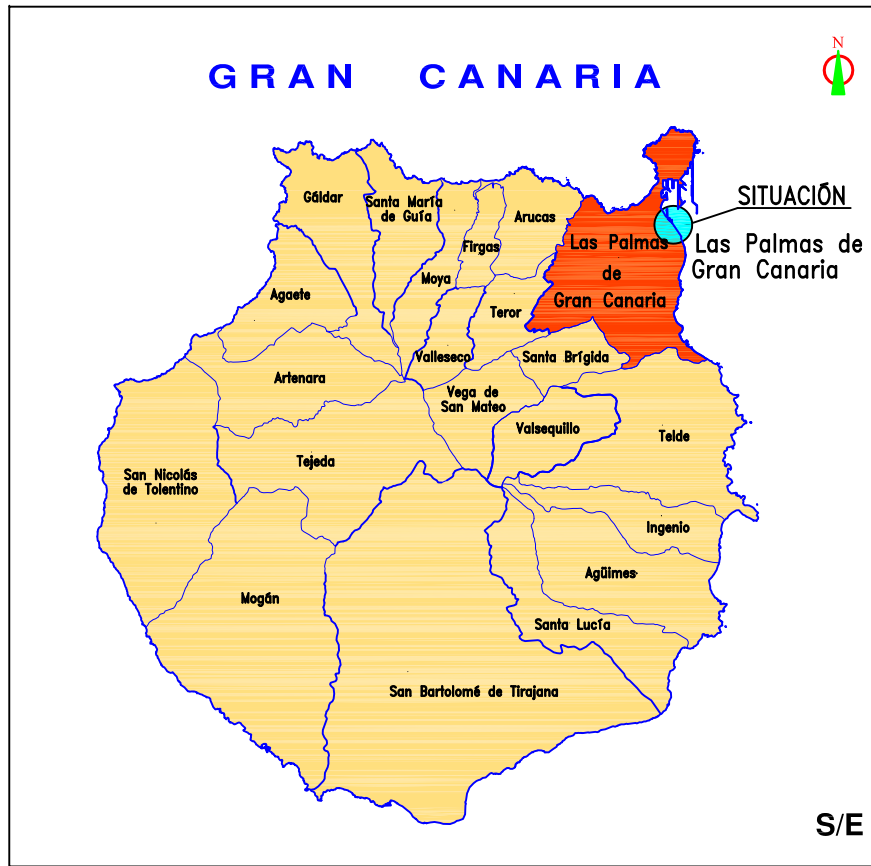 GRAN CANARIA
N
Gáldar
Santa María
de Guía
Arucas
Firgas
SITUACIÓN
Las Palmas de
Gran Canaria
Las Palmas
de
Gran Canaria
Moya
Agaete
Teror
Valleseco
Santa Brígida
Artenara
Vega de
San Mateo
Valsequillo
Telde
Tejeda
San Nicolás
de Tolentino
Ingenio
Agüimes
Mogán
Santa Lucía
San Bartolomé de Tirajana
S/E